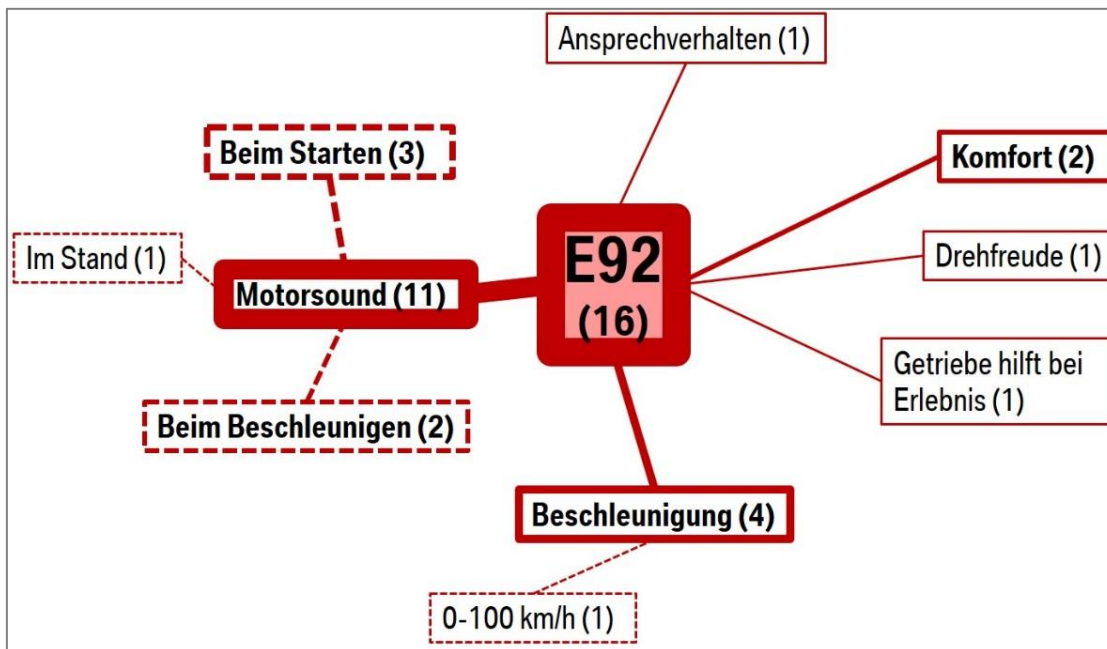 Ansprechverhalten (1)
Beim Starten (3)
Komfort (2)
Im Stand (1)
E92
(16)
Drehfreude (1)
Motorsound (11)
Getriebe hilft bei
Erlebnis (1)
Beim Beschleunigen (2)
Beschleunigung (4)
0-100 km/h (1)